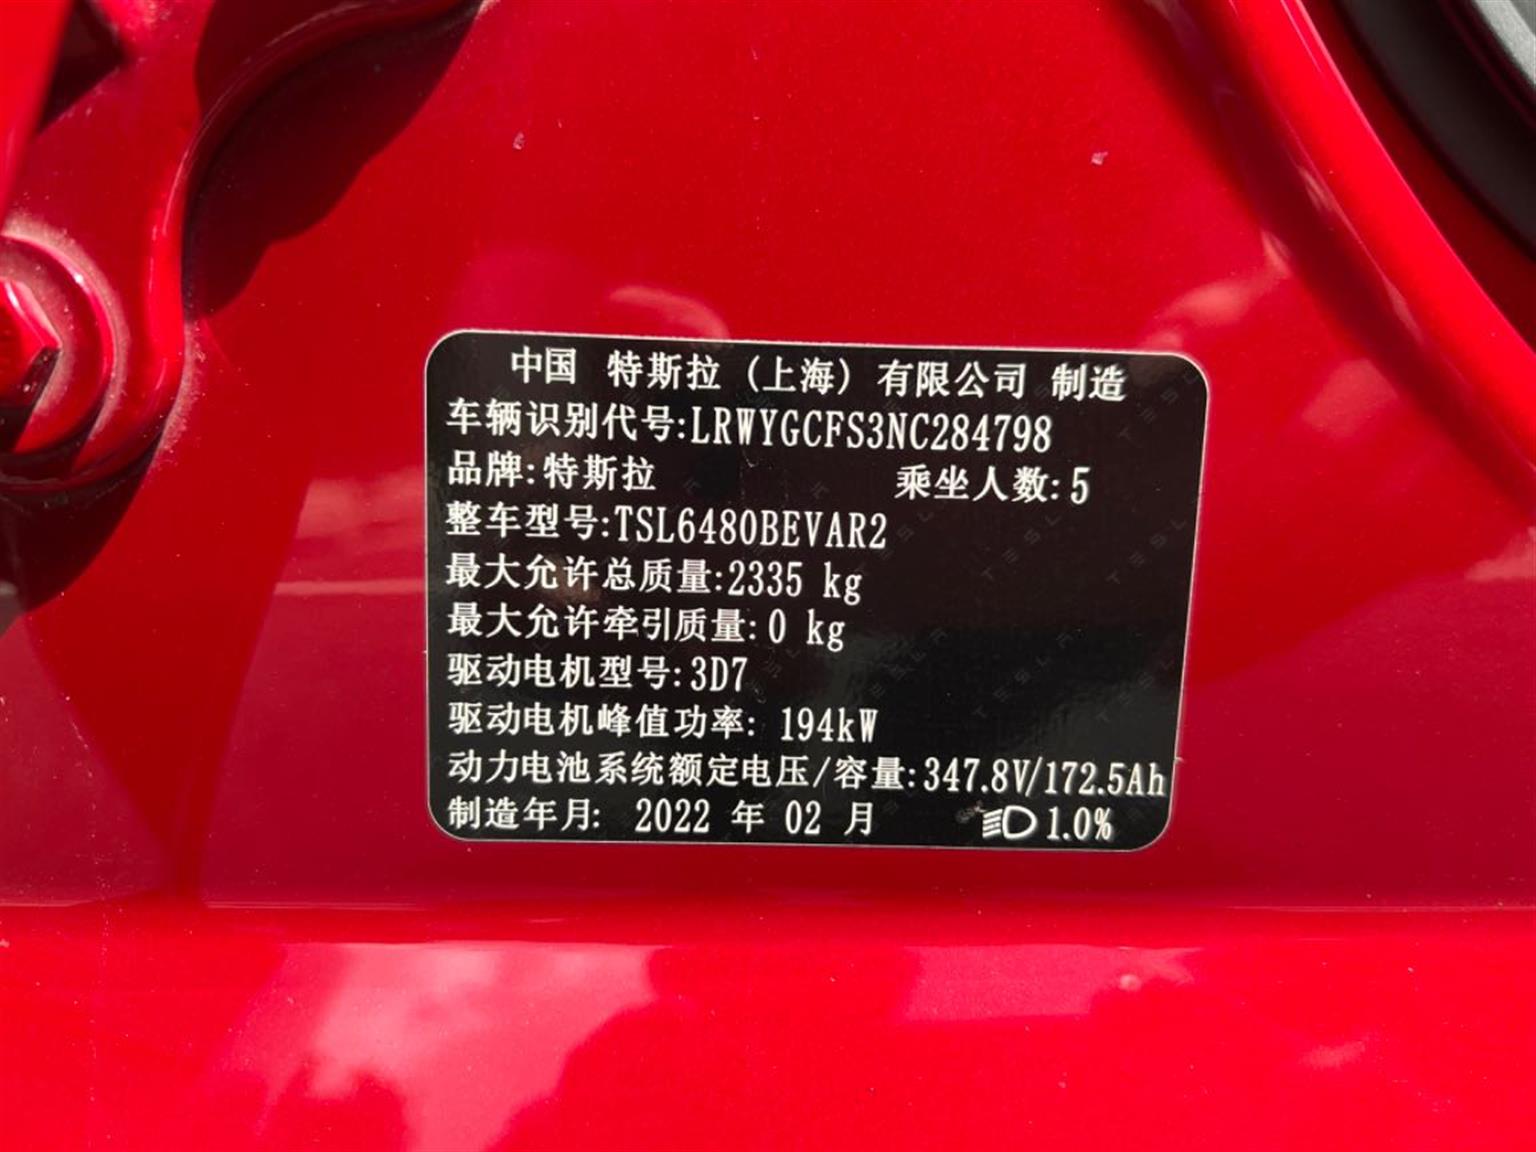 中国 特斯拉(上海)有限公司 制造
车辆识别代号:LRWYGCFS3NC284798
品牌:特斯拉 乘坐人数:5
整车型号:TSL6480BEVAR2
最大允许总质量:2335 kg
最大允许牵引质量:0 kg
驱动电机型号:3D7
驱动电机峰值功率: 194kW
动力电池系统额定电压/容量:347.8V/172.5Ah
制造年月: 2022 年 02 月 1.0%